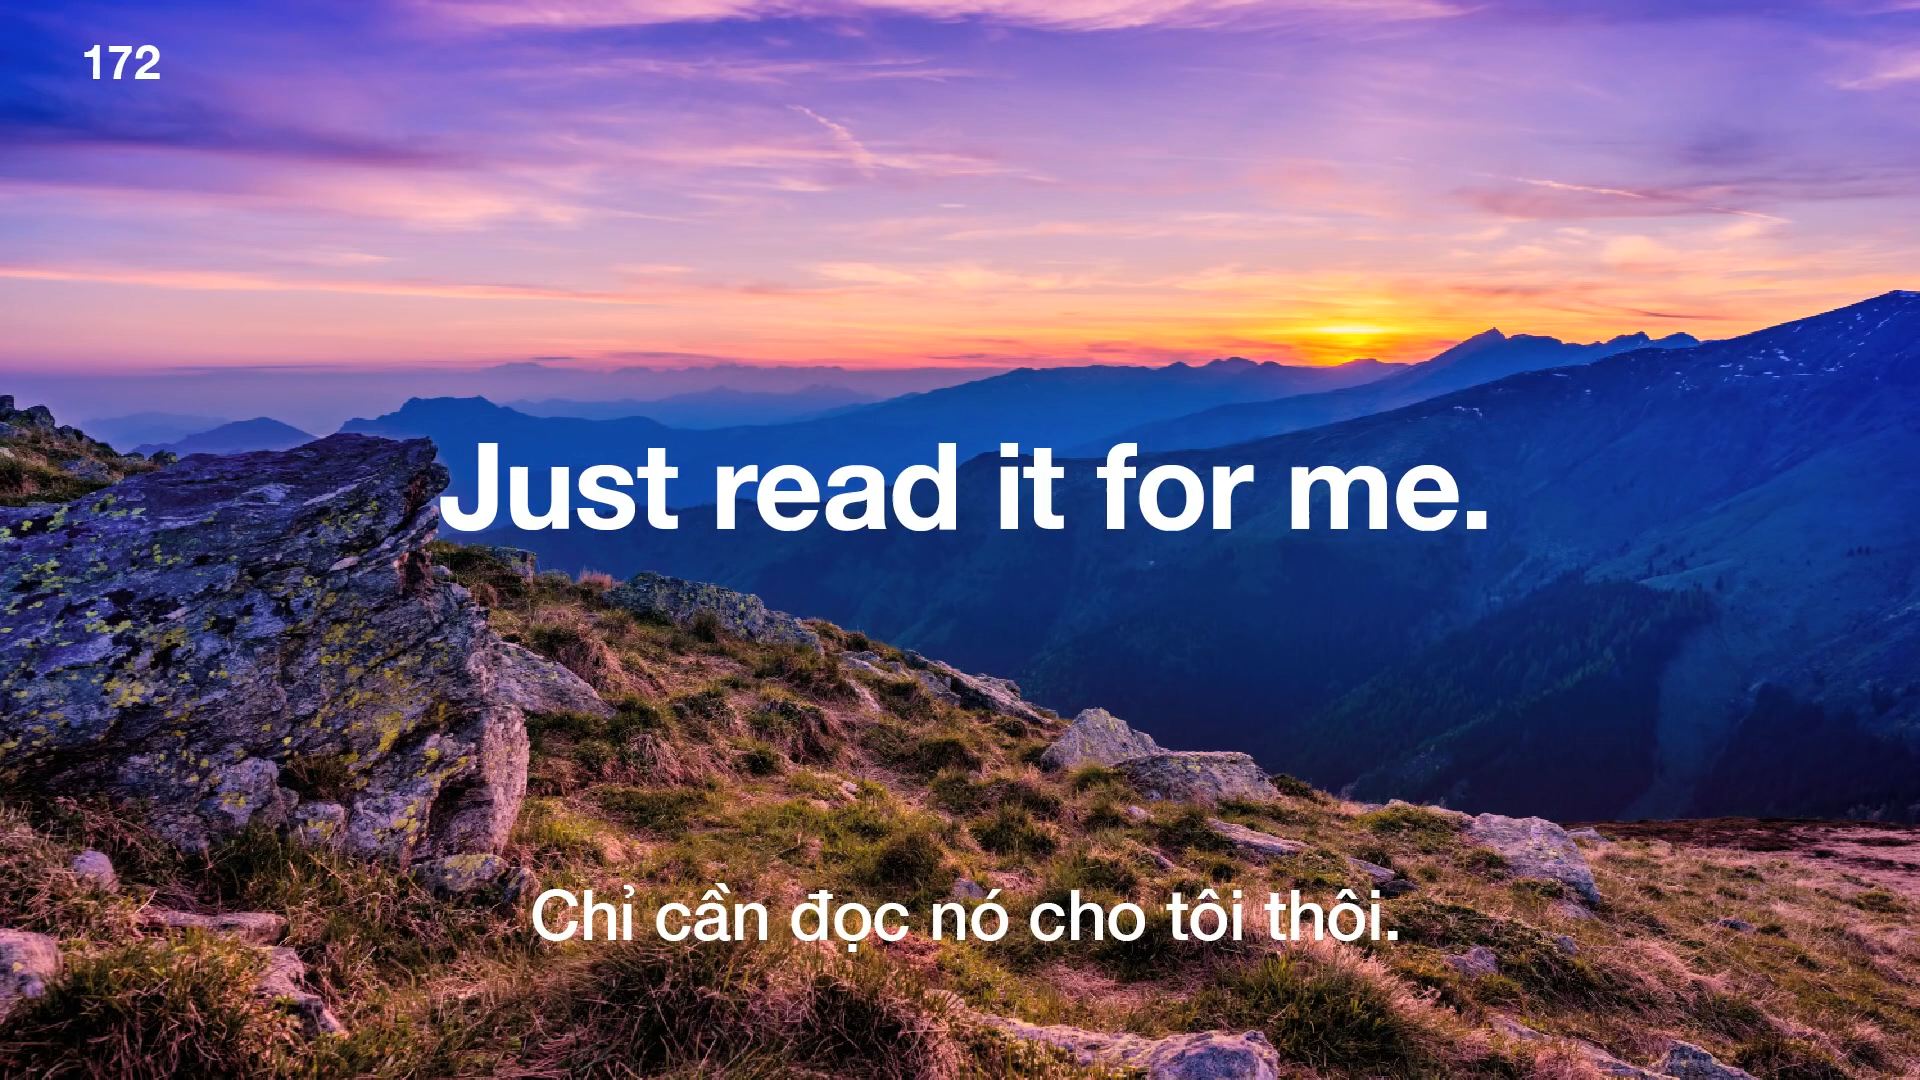 172
Just read it for me.
Chỉ cần đọc nó cho tôi thôi.